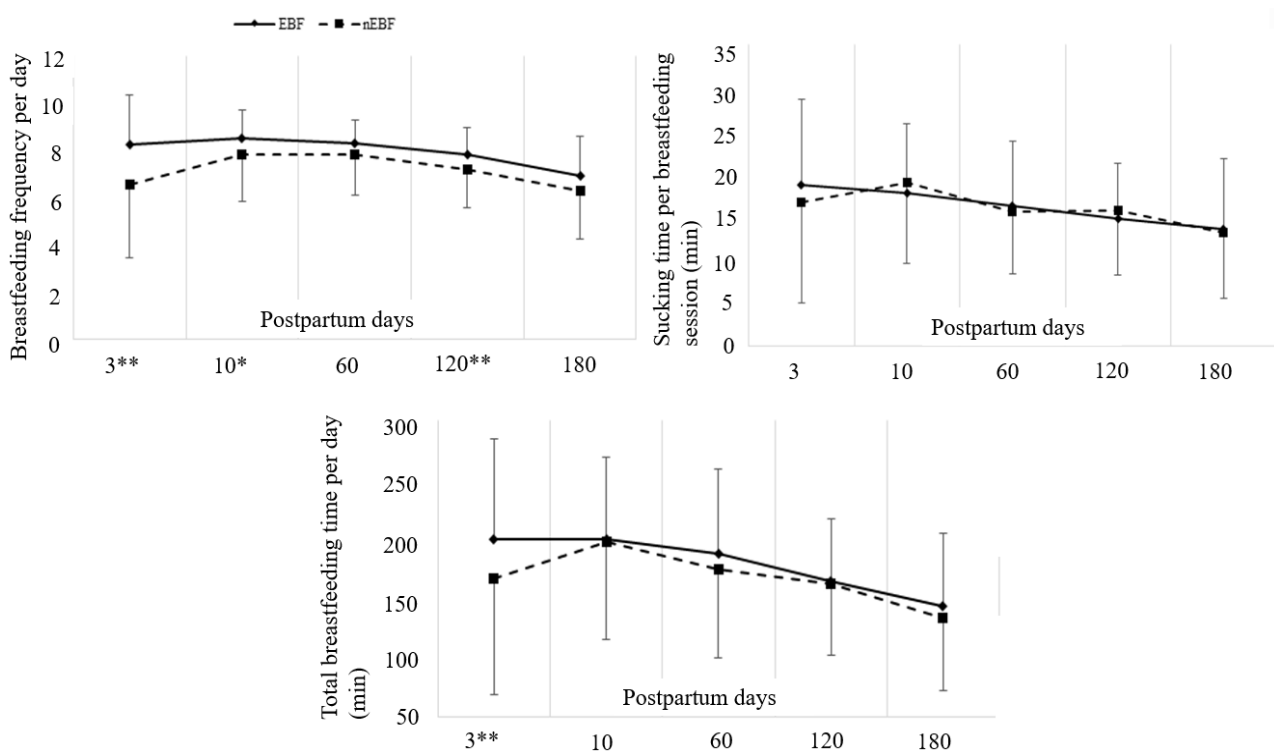 EBF nEBF
Breastfeeding frequency per day
12
10
8
6
4
2
0
Postpartum days
3** 10* 60 120** 180
Sucking time per breastfeeding
session (min)
35
30
25
20
15
10
5
0
Postpartum days
3 10 60 120 180
Total breastfeeding time per day
(min)
300
250
200
150
100
50
Postpartum days
3** 10 60 120 180